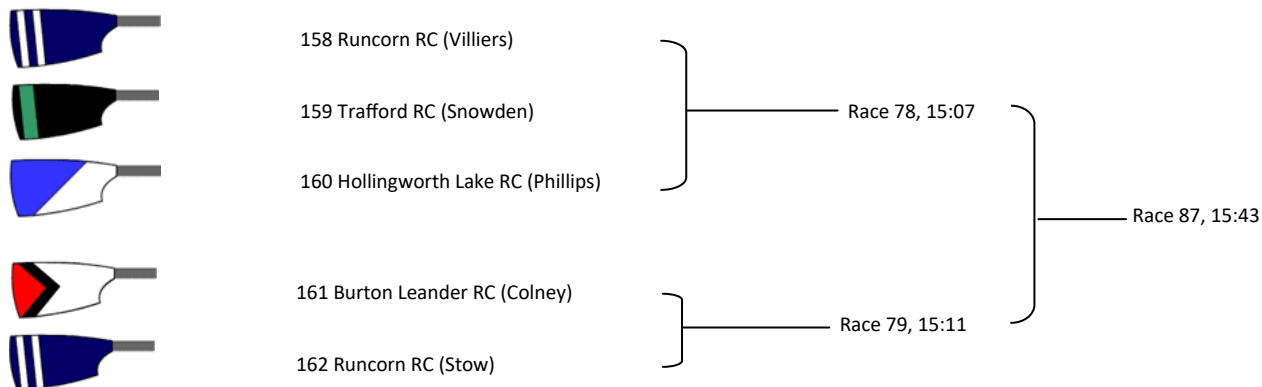 158 Runcorn RC (Villiers)
159 Trafford RC (Snowden)
Race 78, 15:07
160 Hollingworth Lake RC (Phillips)
Race 87, 15:43
161 Burton Leander RC (Colney)
Race 79, 15:11
162 Runcorn RC (Stow)